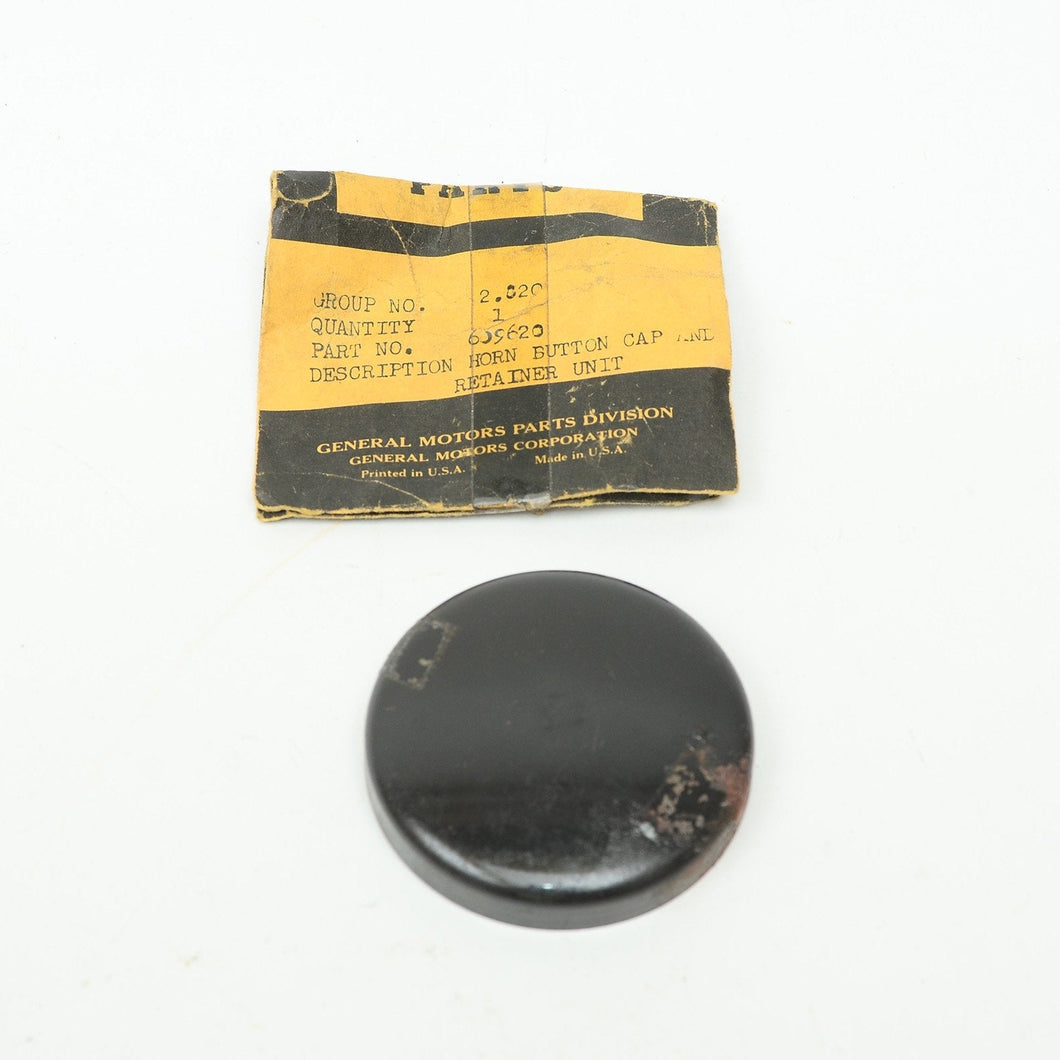 PARTS
GROUP NO. 2.820
QUANTITY 1
PART NO. 609620
DESCRIPTION HORN BUTTON CAP AND
RETAINER UNIT
GENERAL MOTORS PARTS DIVISION
GENERAL MOTORS CORPORATION
Printed in U.S.A. Made in U.S.A.